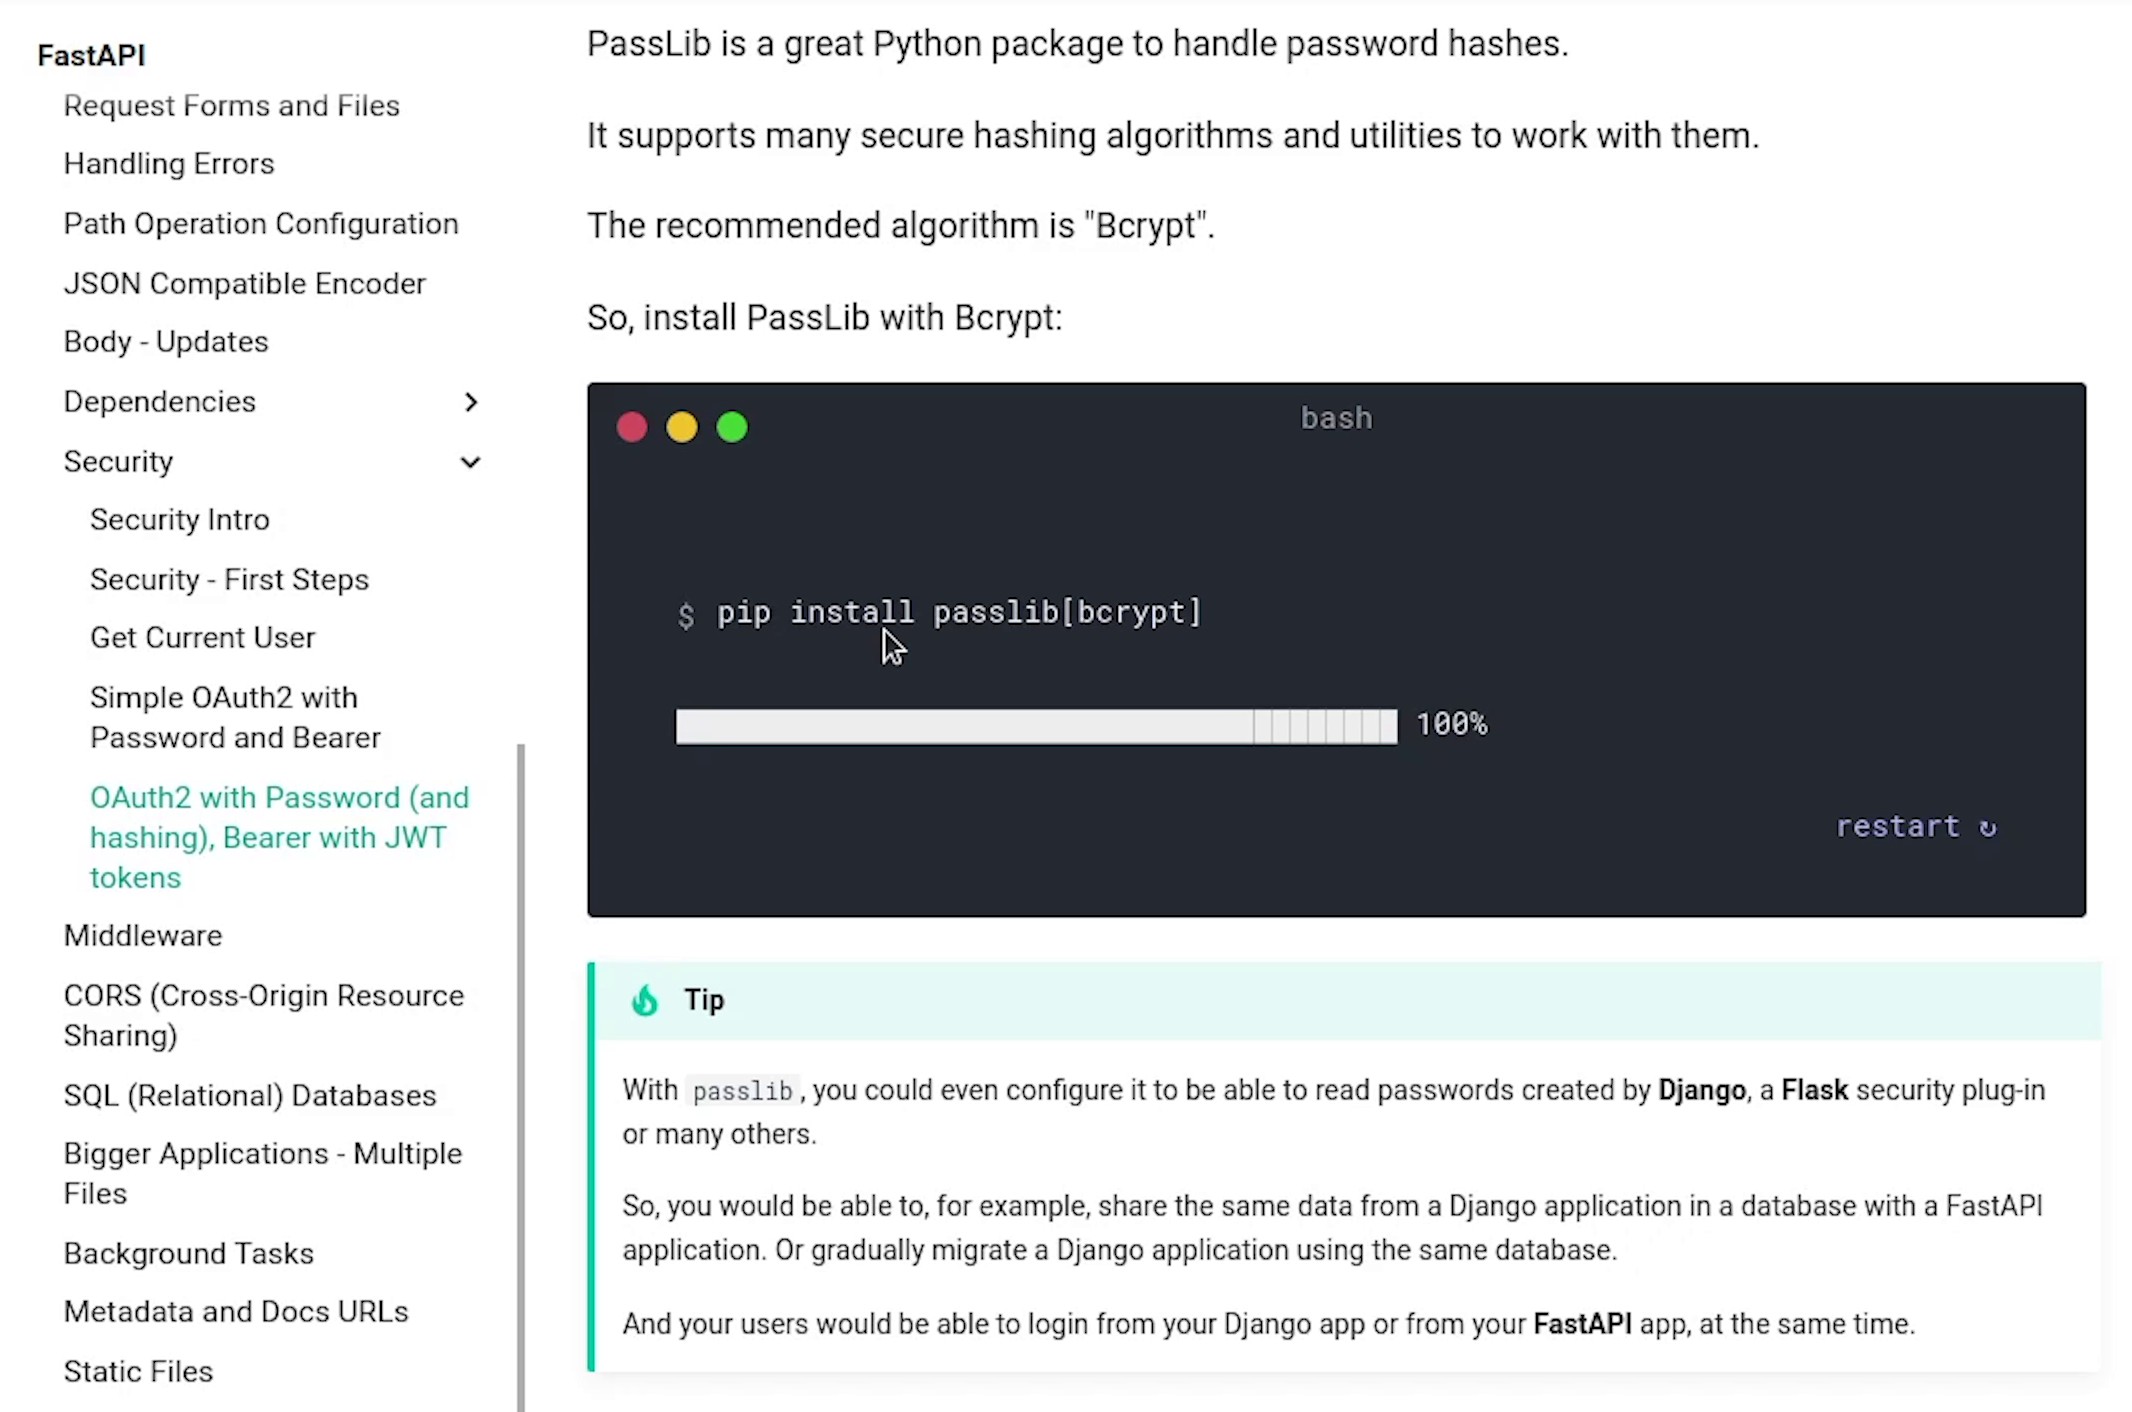 FastAPI
Request Forms and Files
Handling Errors
Path Operation Configuration
JSON Compatible Encoder
Body - Updates
Dependencies
Security
Security Intro
Security - First Steps
Get Current User
Simple OAuth2 with
Password and Bearer
OAuth2 with Password (and
hashing), Bearer with JWT
tokens
Middleware
CORS (Cross-Origin Resource
Sharing)
SQL (Relational) Databases
Bigger Applications - Multiple
Files
Background Tasks
Metadata and Docs URLs
Static Files
PassLib is a great Python package to handle password hashes.
It supports many secure hashing algorithms and utilities to work with them.
The recommended algorithm is "Bcrypt".
So, install PassLib with Bcrypt:
bash
$ pip install passlib[bcrypt]
100%
restart ↻
Tip
With passlib, you could even configure it to be able to read passwords created by Django, a Flask security plug-in
or many others.
So, you would be able to, for example, share the same data from a Django application in a database with a FastAPI
application. Or gradually migrate a Django application using the same database.
And your users would be able to login from your Django app or from your FastAPI app, at the same time.